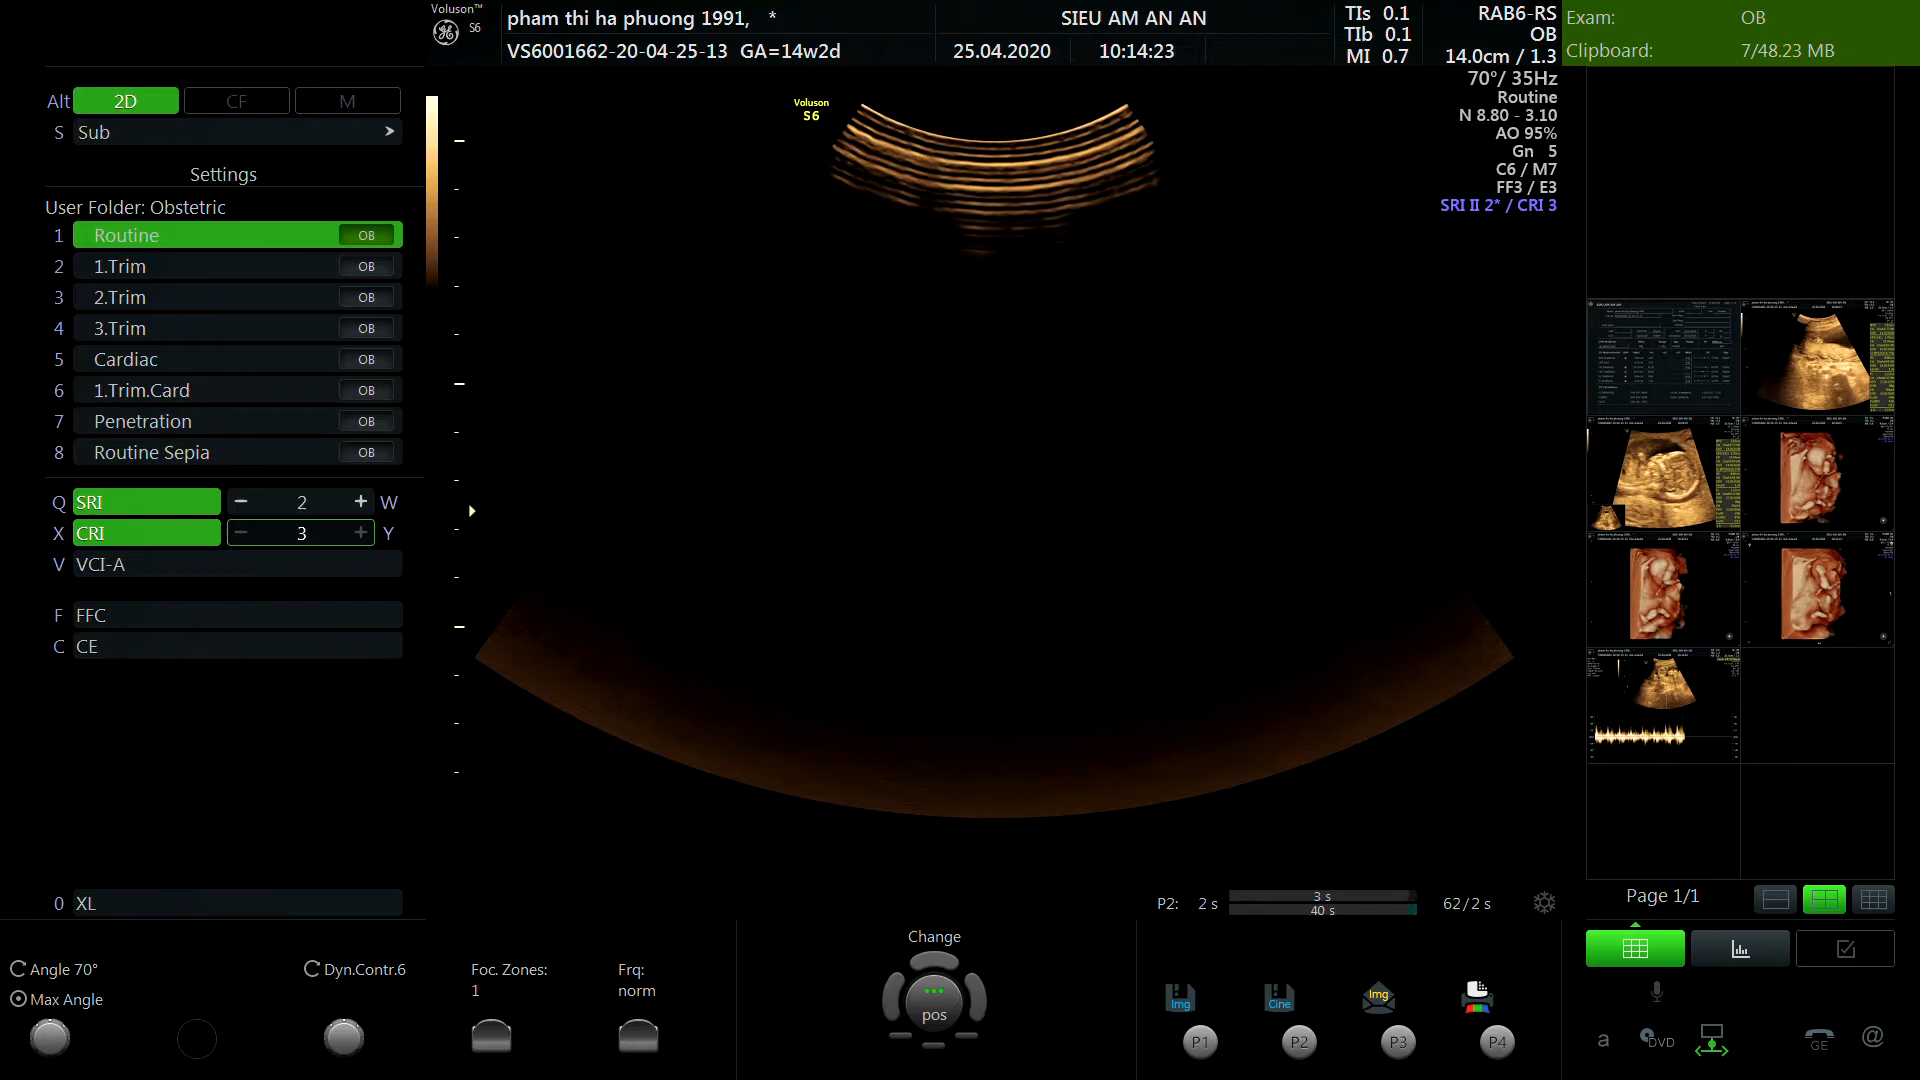 Voluson™
S6
pham thi ha phuong 1991,   *
VS6001662-20-04-25-13  GA=14w2d
SIEU AM AN AN
25.04.2020   10:14:23
TIs 0.1
TIb 0.1
MI 0.7
RAB6-RS
OB
14.0cm / 1.3
70°/ 35Hz
Routine
N 8.80 - 3.10
AO 95%
Gn 5
C6 / M7
FF3 / E3
SRI II 2* / CRI 3
Exam: OB
Clipboard: 7/48.23 MB
Alt 2D CF M
S Sub >
Settings
User Folder: Obstetric
1 Routine OB
2 1.Trim OB
3 2.Trim OB
4 3.Trim OB
5 Cardiac OB
6 1.Trim.Card OB
7 Penetration OB
8 Routine Sepia OB
Q SRI − 2 + W
X CRI − 3 + Y
V VCI-A
F FFC
C CE
0 XL
Voluson
S6
P2: 2 s 3 s
40 s
62/2 s
Page 1/1
Angle 70°
Max Angle
Dyn.Contr.6
Foc. Zones:
1
Frq:
norm
Change
pos
Img Cine Img
P1 P2 P3 P4
a DVD GE @